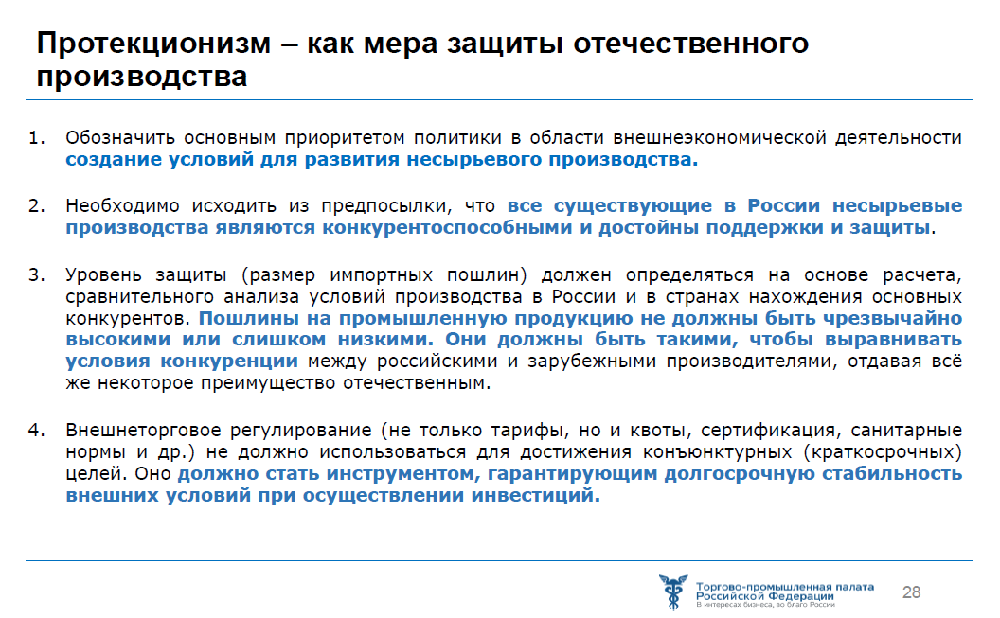 Протекционизм – как мера защиты отечественного
производства
1. Обозначить основным приоритетом политики в области внешнеэкономической деятельности
создание условий для развития несырьевого производства.
2. Необходимо исходить из предпосылки, что все существующие в России несырьевые
производства являются конкурентоспособными и достойны поддержки и защиты.
3. Уровень защиты (размер импортных пошлин) должен определяться на основе расчета,
сравнительного анализа условий производства в России и в странах нахождения основных
конкурентов. Пошлины на промышленную продукцию не должны быть чрезвычайно
высокими или слишком низкими. Они должны быть такими, чтобы выравнивать
условия конкуренции между российскими и зарубежными производителями, отдавая всё
же некоторое преимущество отечественным.
4. Внешнеторговое регулирование (не только тарифы, но и квоты, сертификация, санитарные
нормы и др.) не должно использоваться для достижения конъюнктурных (краткосрочных)
целей. Оно должно стать инструментом, гарантирующим долгосрочную стабильность
внешних условий при осуществлении инвестиций.
Торгово-промышленная палата
Российской Федерации
В интересах бизнеса, во благо России
28